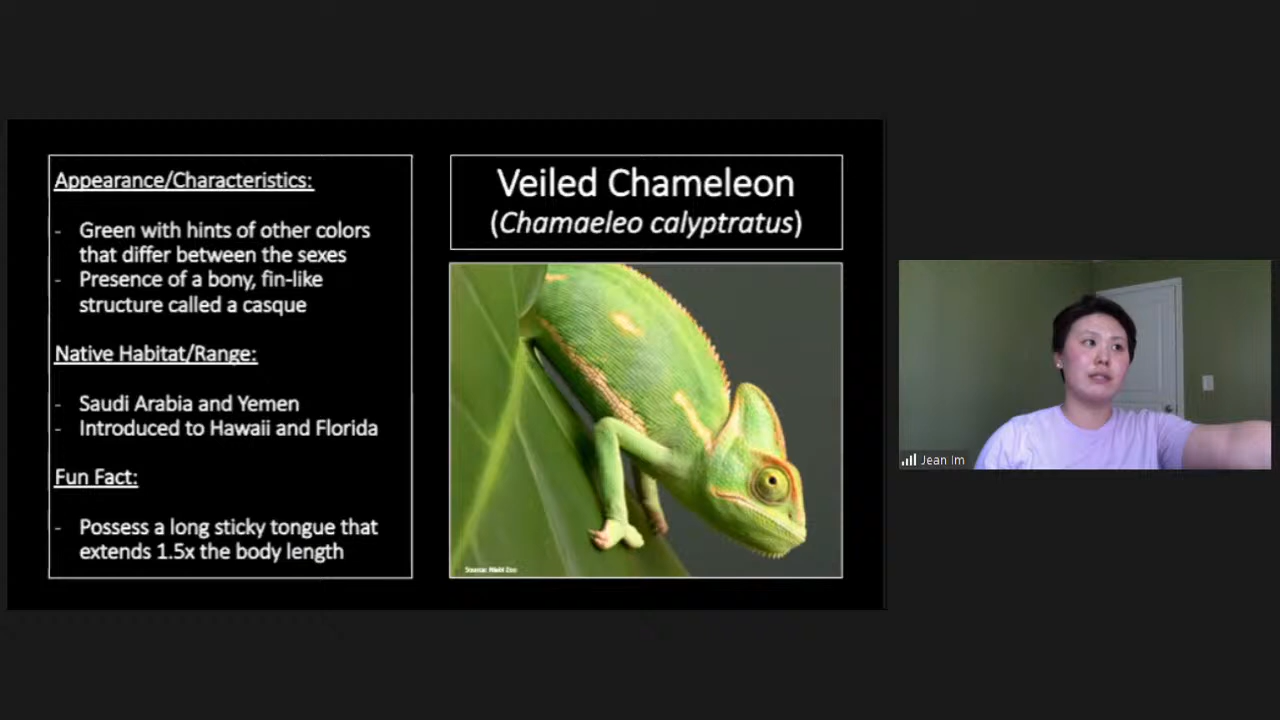 Appearance/Characteristics:
- Green with hints of other colors
that differ between the sexes
- Presence of a bony, fin-like
structure called a casque
Native Habitat/Range:
- Saudi Arabia and Yemen
- Introduced to Hawaii and Florida
Fun Fact:
- Possess a long sticky tongue that
extends 1.5x the body length
Veiled Chameleon
(Chamaeleo calyptratus)
Source:
Jean Im